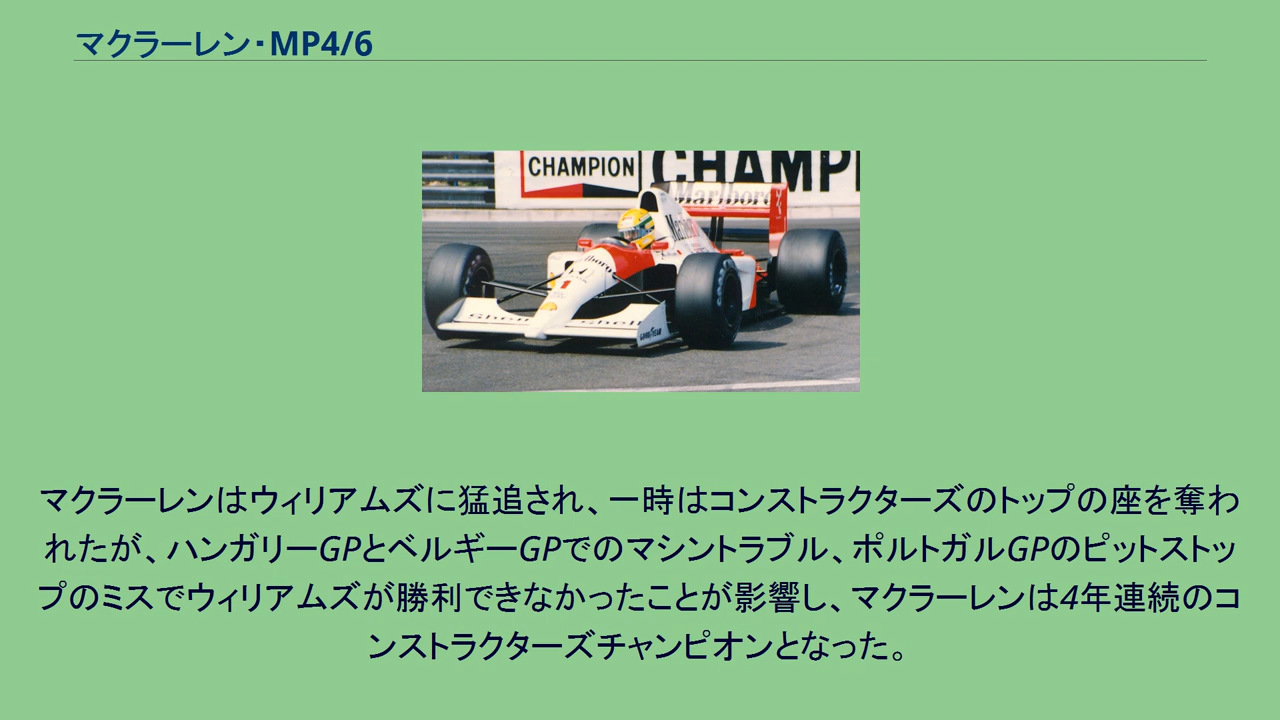 マクラーレン・MP4/6
CHAMPION
CHAMP
Marlboro
Marlboro
1
Shell
Shell
GOODYEAR
マクラーレンはウィリアムズに猛追され、一時はコンストラクターズのトップの座を奪わ
れたが、ハンガリーGPとベルギーGPでのマシントラブル、ポルトガルGPのピットストッ
プのミスでウィリアムズが勝利できなかったことが影響し、マクラーレンは4年連続のコ
ンストラクターズチャンピオンとなった。